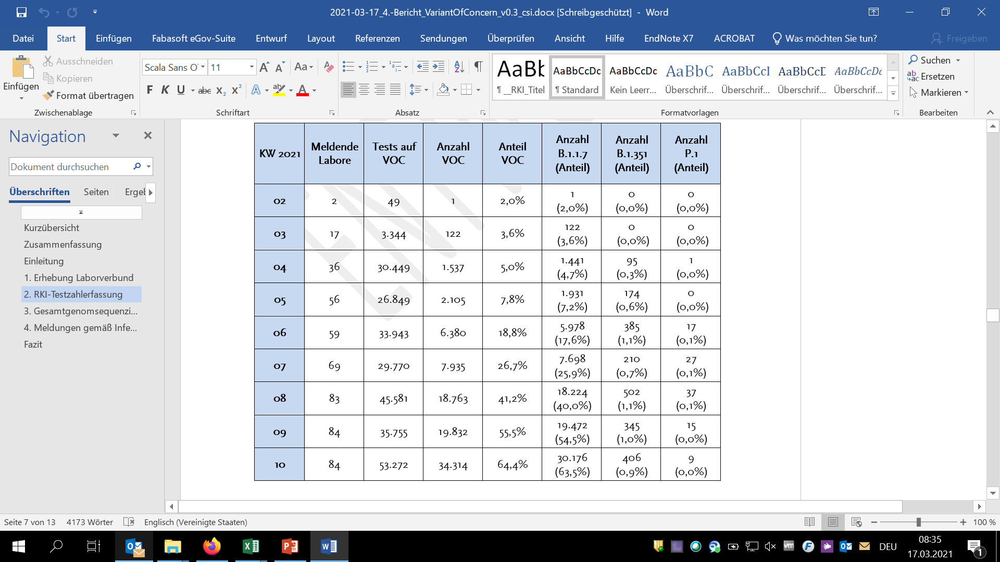 2021-03-17_4.-Bericht_VariantOfConcern_v0.3_csi.docx [Schreibgeschützt] - Word
Datei Start Einfügen Fabasoft eGov-Suite Entwurf Layout Referenzen Sendungen Überprüfen Ansicht Hilfe EndNote X7 ACROBAT Was möchten Sie tun? Freigeben
Einfügen
Ausschneiden
Kopieren
Format übertragen
Zwischenablage
Scala Sans O 11
F K U abc x₂ x²
Schriftart
Absatz
AaBb AaBbCcDc AaBbCcDc AaBbC AaBbCcI AaBbCcD AaBbCcDc
¶ __RKI_Titel ¶ Standard Kein Leerr... Überschrif... Überschrif... Überschrif... Überschrif...
Formatvorlagen
Suchen
Ersetzen
Markieren
Bearbeiten
Navigation
Dokument durchsuchen
Überschriften Seiten Ergeb
Kurzübersicht
Zusammenfassung
Einleitung
1. Erhebung Laborverbund
2. RKI-Testzahlerfassung
3. Gesamtgenomsequenzi...
4. Meldungen gemäß Infe...
Fazit
KW 2021 Meldende Labore Tests auf VOC Anzahl VOC Anteil VOC Anzahl B.1.1.7 (Anteil) Anzahl B.1.351 (Anteil) Anzahl P.1 (Anteil)
02 2 49 1 2,0% 1 (2,0%) 0 (0,0%) 0 (0,0%)
03 17 3.344 122 3,6% 122 (3,6%) 0 (0,0%) 0 (0,0%)
04 36 30.449 1.537 5,0% 1.441 (4,7%) 95 (0,3%) 1 (0,0%)
05 56 26.849 2.105 7,8% 1.931 (7,2%) 174 (0,6%) 0 (0,0%)
06 59 33.943 6.380 18,8% 5.978 (17,6%) 385 (1,1%) 17 (0,1%)
07 69 29.770 7.935 26,7% 7.698 (25,9%) 210 (0,7%) 27 (0,1%)
08 83 45.581 18.763 41,2% 18.224 (40,0%) 502 (1,1%) 37 (0,1%)
09 84 35.755 19.832 55,5% 19.472 (54,5%) 345 (1,0%) 15 (0,0%)
10 84 53.272 34.314 64,4% 30.176 (63,5%) 406 (0,9%) 9 (0,0%)
Seite 7 von 13 4173 Wörter Englisch (Vereinigte Staaten) 100 %
DEU
08:35
17.03.2021
1